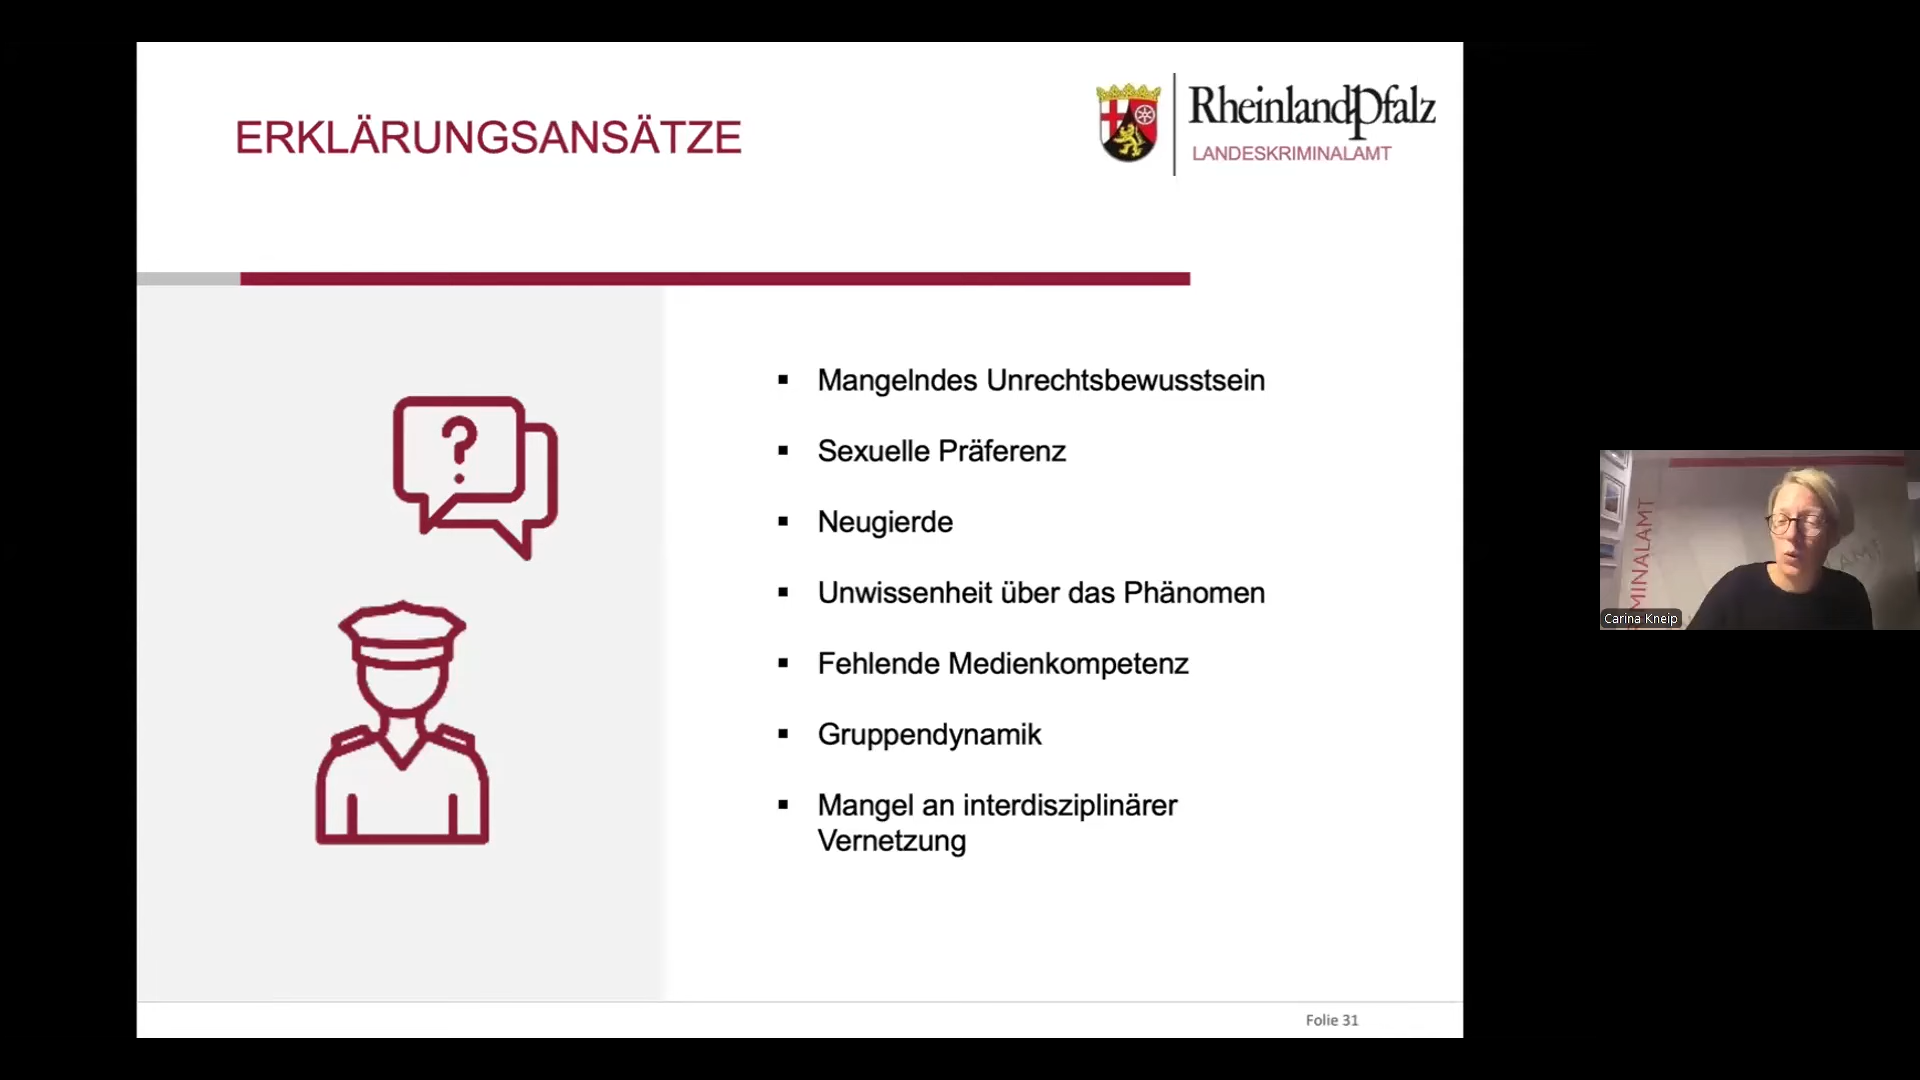 ERKLÄRUNGSANSÄTZE
RheinlandPfalz
LANDESKRIMINALAMT
?
▪ Mangelndes Unrechtsbewusstsein
▪ Sexuelle Präferenz
▪ Neugierde
▪ Unwissenheit über das Phänomen
▪ Fehlende Medienkompetenz
▪ Gruppendynamik
▪ Mangel an interdisziplinärer
Vernetzung
Folie 31
MINALAMT
Carina Kneip